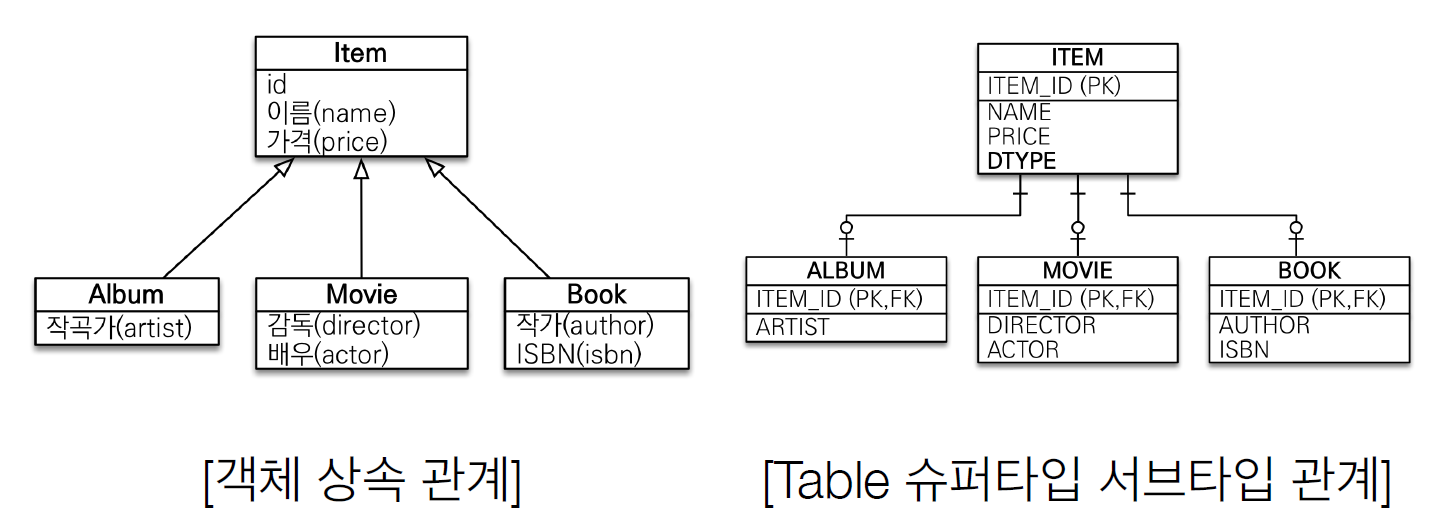 Item
id
이름(name)
가격(price)
Album
작곡가(artist)
Movie
감독(director)
배우(actor)
Book
작가(author)
ISBN(isbn)
[객체 상속 관계]
ITEM
ITEM_ID (PK)
NAME
PRICE
DTYPE
ALBUM
ITEM_ID (PK,FK)
ARTIST
MOVIE
ITEM_ID (PK,FK)
DIRECTOR
ACTOR
BOOK
ITEM_ID (PK,FK)
AUTHOR
ISBN
[Table 슈퍼타입 서브타입 관계]